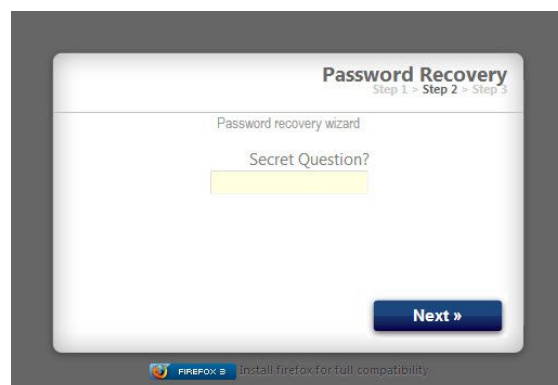 Password Recovery
Step 1 > Step 2 > Step 3
Password recovery wizard
Secret Question?
Next »
FIREFOX 3 Install firefox for full compatibility.